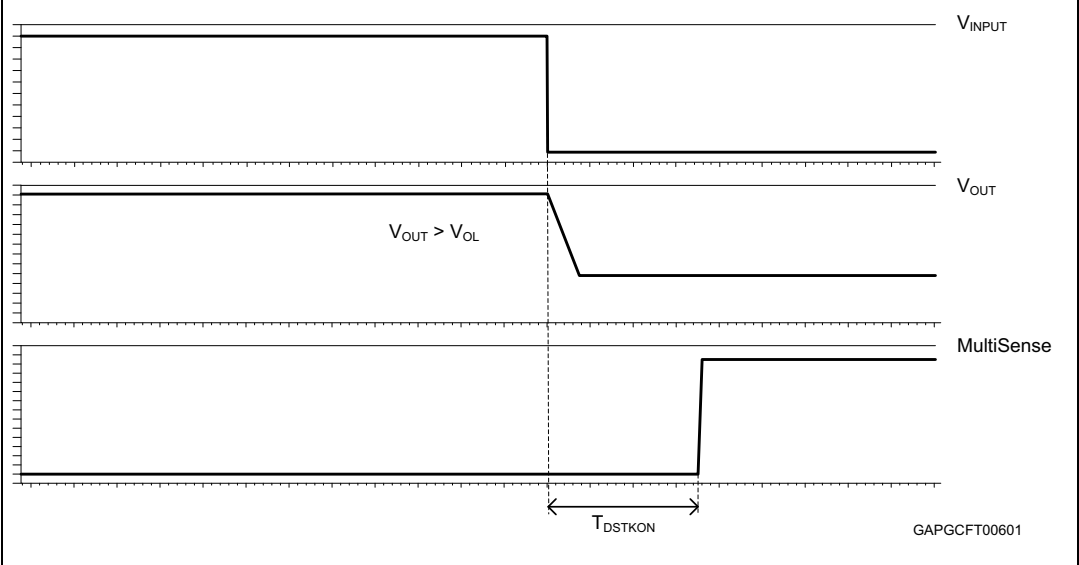 VINPUT
VOUT
VOUT > VOL
MultiSense
TDSTKON
GAPGCFT00601